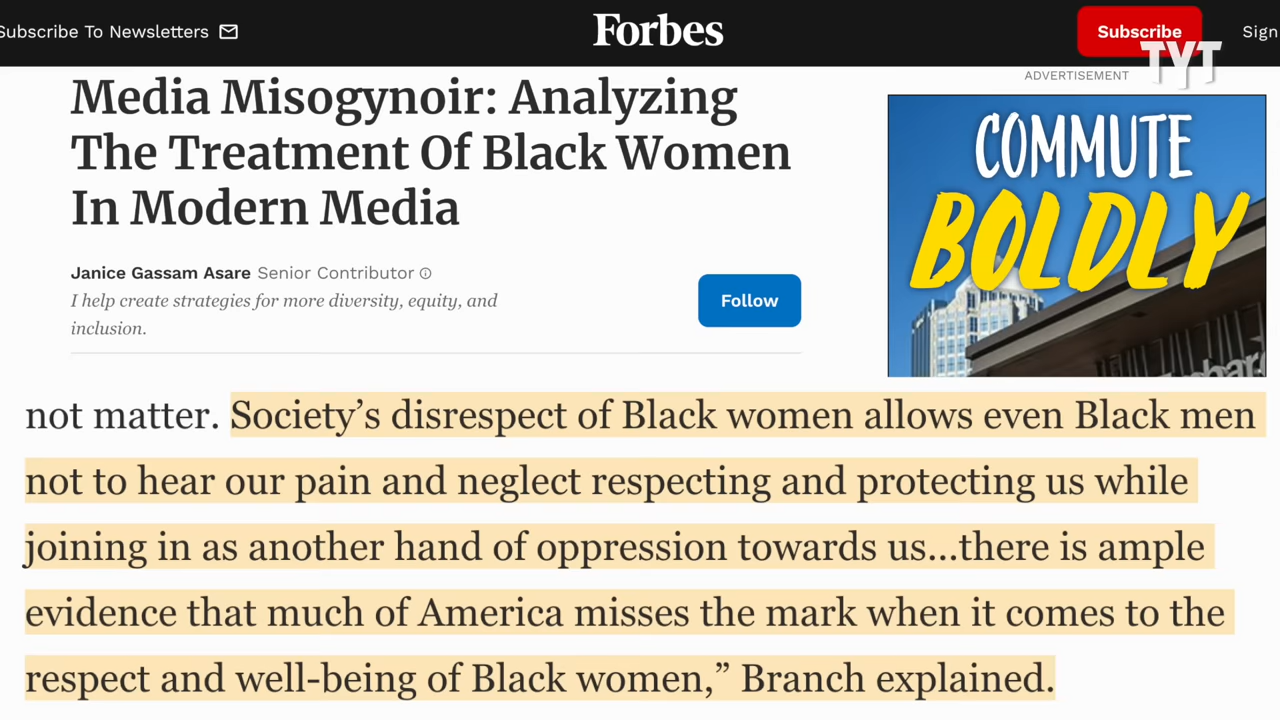 Subscribe To Newsletters
Forbes
Subscribe
Sign
TYT
ADVERTISEMENT
Media Misogynoir: Analyzing
The Treatment Of Black Women
In Modern Media
COMMUTE
BOLDLY
Janice Gassam Asare Senior Contributor
I help create strategies for more diversity, equity, and
inclusion.
Follow
not matter. Society’s disrespect of Black women allows even Black men
not to hear our pain and neglect respecting and protecting us while
joining in as another hand of oppression towards us...there is ample
evidence that much of America misses the mark when it comes to the
respect and well-being of Black women,” Branch explained.